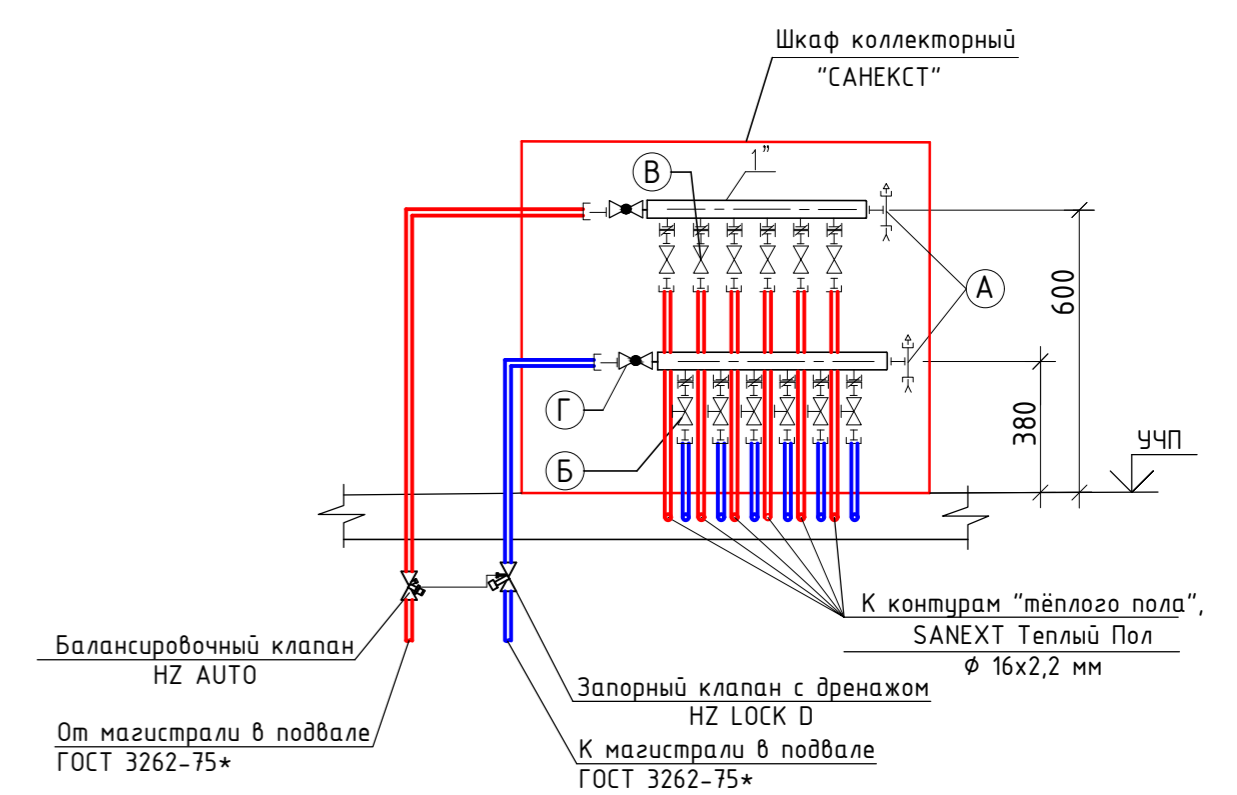 Шкаф коллекторный
"САНЕКСТ"
1"
В
А
600
Г
380
Б
УЧП
К контурам "тёплого пола",
SANEXT Теплый Пол
Ф 16х2,2 мм
Балансировочный клапан
HZ AUTO
Запорный клапан с дренажом
HZ LOCK D
От магистрали в подвале
ГОСТ 3262-75*
К магистрали в подвале
ГОСТ 3262-75*